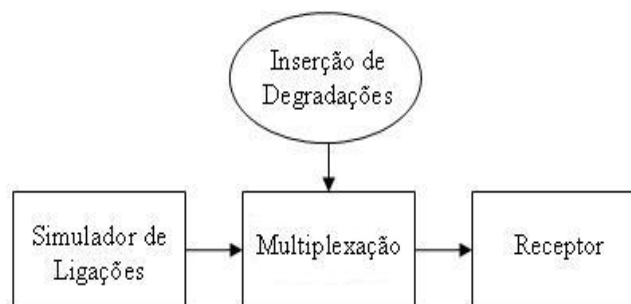 Inserção de
Degradações
Simulador de
Ligações
Multiplexação
Receptor